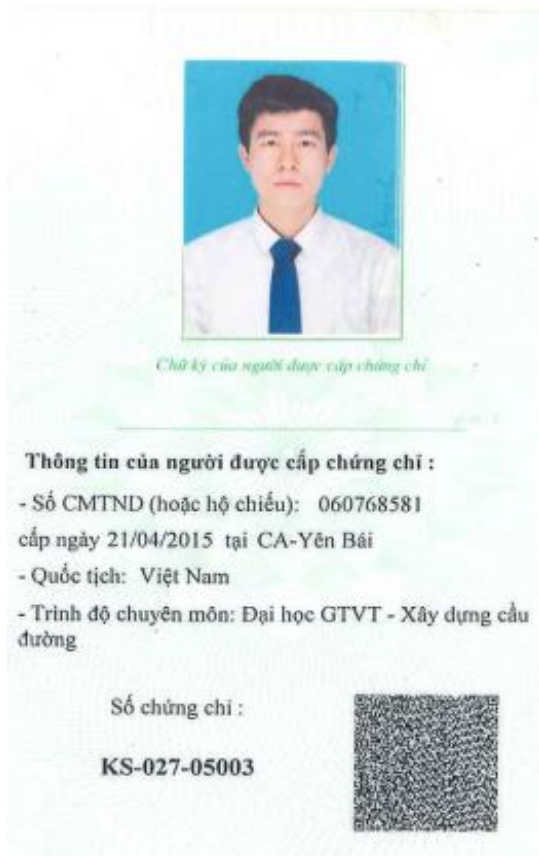 Chữ ký của người được cấp chứng chỉ
Thông tin của người được cấp chứng chỉ :
- Số CMTND (hoặc hộ chiếu): 060768581
cấp ngày 21/04/2015 tại CA-Yên Bái
- Quốc tịch: Việt Nam
- Trình độ chuyên môn: Đại học GTVT - Xây dựng cầu
đường
Số chứng chỉ :
KS-027-05003